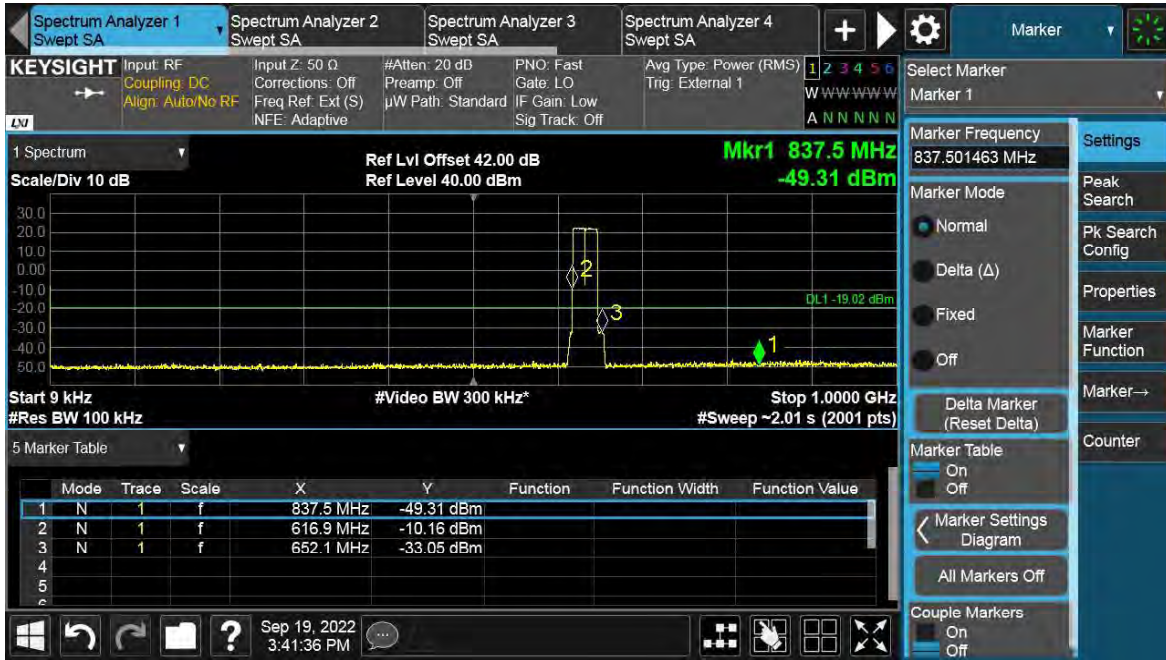 Spectrum Analyzer 1
Swept SA
Spectrum Analyzer 2
Swept SA
Spectrum Analyzer 3
Swept SA
Spectrum Analyzer 4
Swept SA
+
Marker
KEYSIGHT
LXI
Input: RF
Coupling: DC
Align: Auto/No RF
Input Z: 50 Ω
Corrections: Off
Freq Ref: Ext (S)
NFE: Adaptive
#Atten: 20 dB
Preamp: Off
µW Path: Standard
PNO: Fast
Gate: LO
IF Gain: Low
Sig Track: Off
Avg Type: Power (RMS)
Trig: External 1
1 2 3 4 5 6
W W W W W W
A N N N N N
1 Spectrum
Scale/Div 10 dB
Ref Lvl Offset 42.00 dB
Ref Level 40.00 dBm
Mkr1 837.5 MHz
-49.31 dBm
30.0
20.0
10.0
0.00
-10.0
-20.0
-30.0
-40.0
50.0
2
3
1
DL1 -19.02 dBm
Start 9 kHz
#Res BW 100 kHz
#Video BW 300 kHz*
Stop 1.0000 GHz
#Sweep ~2.01 s (2001 pts)
5 Marker Table
Mode Trace Scale X Y Function Function Width Function Value
1 N 1 f 837.5 MHz -49.31 dBm
2 N 1 f 616.9 MHz -10.16 dBm
3 N 1 f 652.1 MHz -33.05 dBm
4
5
Sep 19, 2022
3:41:36 PM
?
Select Marker
Marker 1
Marker Frequency
837.501463 MHz
Marker Mode
Normal
Delta (Δ)
Fixed
Off
Delta Marker
(Reset Delta)
Marker Table
On
Off
Marker Settings
Diagram
All Markers Off
Couple Markers
On
Off
Settings
Peak
Search
Pk Search
Config
Properties
Marker
Function
Marker→
Counter